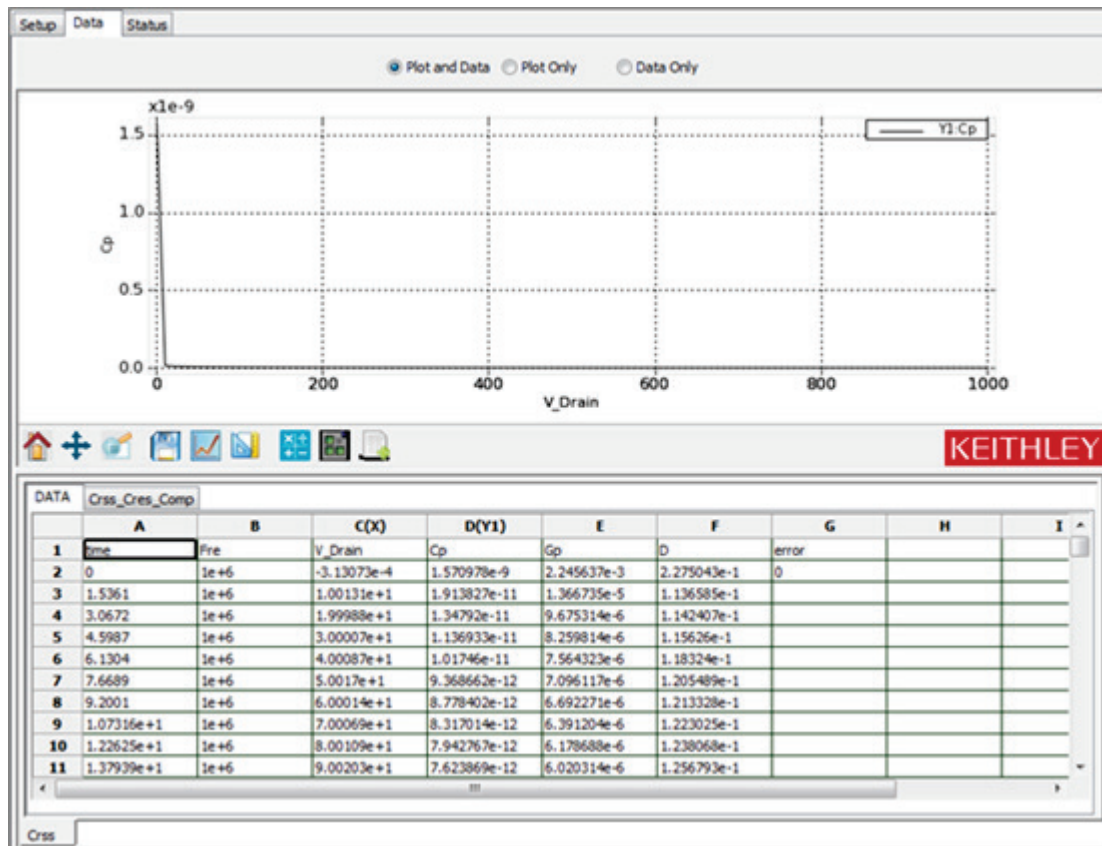 Setup Data Status
Plot and Data Plot Only Data Only
x1e-9
1.5 Y1:Cp
1.0
Cp
0.5
0.0
0 200 400 600 800 1000
V_Drain
KEITHLEY
DATA Crss_Cres_Comp
A B C(X) D(Y1) E F G H I
1 time Fre V_Drain Cp Gp D error
2 0 1e+6 -3.13073e-4 1.570978e-9 2.245637e-3 2.275043e-1 0
3 1.5361 1e+6 1.00131e+1 1.913827e-11 1.366735e-5 1.136585e-1
4 3.0672 1e+6 1.99988e+1 1.34792e-11 9.675314e-6 1.142407e-1
5 4.5987 1e+6 3.00007e+1 1.136933e-11 8.259814e-6 1.15626e-1
6 6.1304 1e+6 4.00087e+1 1.01746e-11 7.564323e-6 1.18324e-1
7 7.6689 1e+6 5.0017e+1 9.368662e-12 7.096117e-6 1.205489e-1
8 9.2001 1e+6 6.00014e+1 8.778402e-12 6.692271e-6 1.213328e-1
9 1.07316e+1 1e+6 7.00069e+1 8.317014e-12 6.391204e-6 1.223025e-1
10 1.22625e+1 1e+6 8.00109e+1 7.942767e-12 6.178688e-6 1.238068e-1
11 1.37939e+1 1e+6 9.00203e+1 7.623869e-12 6.020314e-6 1.256793e-1
Crss